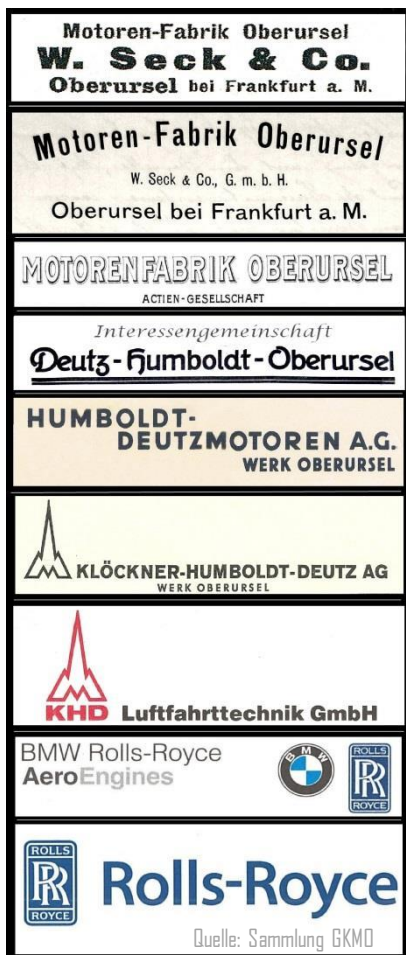 Motoren-Fabrik Oberursel
W. Seck & Co.
Oberursel bei Frankfurt a. M.
Motoren-Fabrik Oberursel
W. Seck & Co., G. m. b. H.
Oberursel bei Frankfurt a. M.
MOTORENFABRIK OBERURSEL
ACTIEN-GESELLSCHAFT
Interessengemeinschaft
Deutz-Humboldt-Oberursel
HUMBOLDT-
DEUTZMOTOREN A.G.
WERK OBERURSEL
KLÖCKNER-HUMBOLDT-DEUTZ AG
WERK OBERURSEL
KHD Luftfahrttechnik GmbH
BMW Rolls-Royce
AeroEngines
BMW
ROLLS
RR
ROYCE
ROLLS
RR
ROYCE
Rolls-Royce
Quelle: Sammlung GKMO